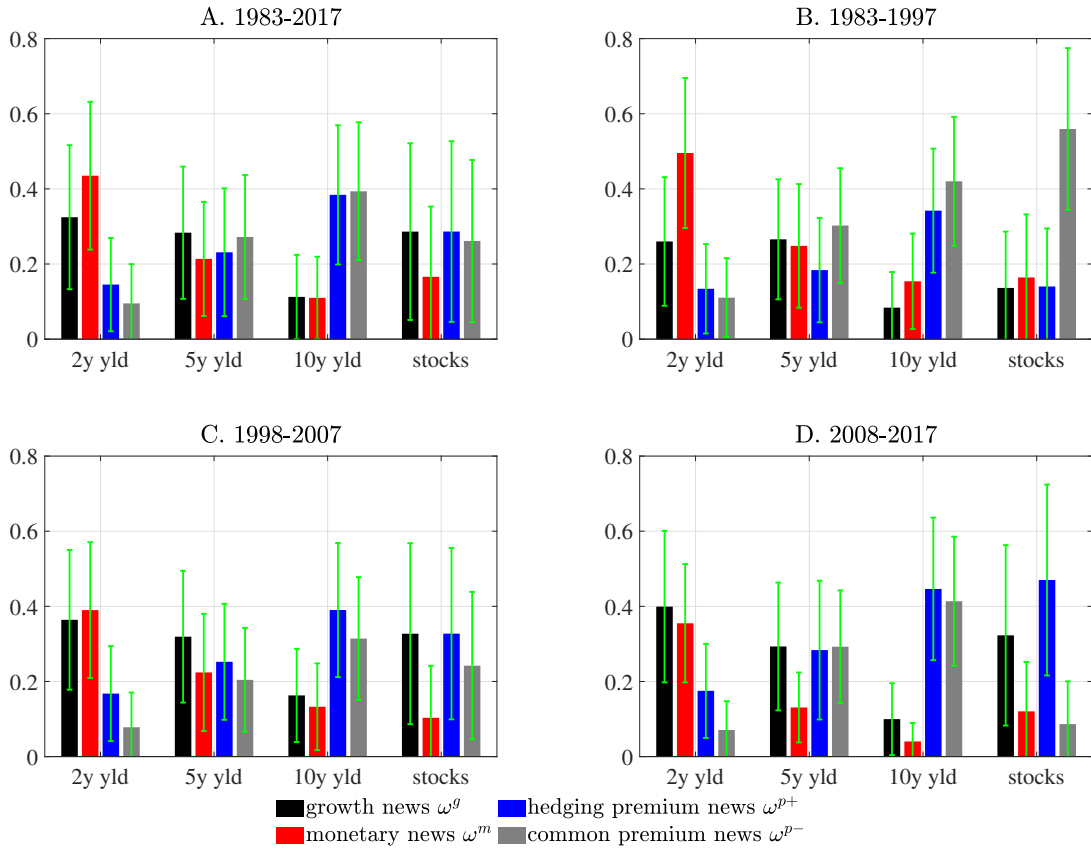 A. 1983-2017
0.8
0.6
0.4
0.2
0
2y yld 5y yld 10y yld stocks
B. 1983-1997
0.8
0.6
0.4
0.2
0
2y yld 5y yld 10y yld stocks
C. 1998-2007
0.8
0.6
0.4
0.2
0
2y yld 5y yld 10y yld stocks
D. 2008-2017
0.8
0.6
0.4
0.2
0
2y yld 5y yld 10y yld stocks
growth news ω^g hedging premium news ω^{p+}
monetary news ω^m common premium news ω^{p−}